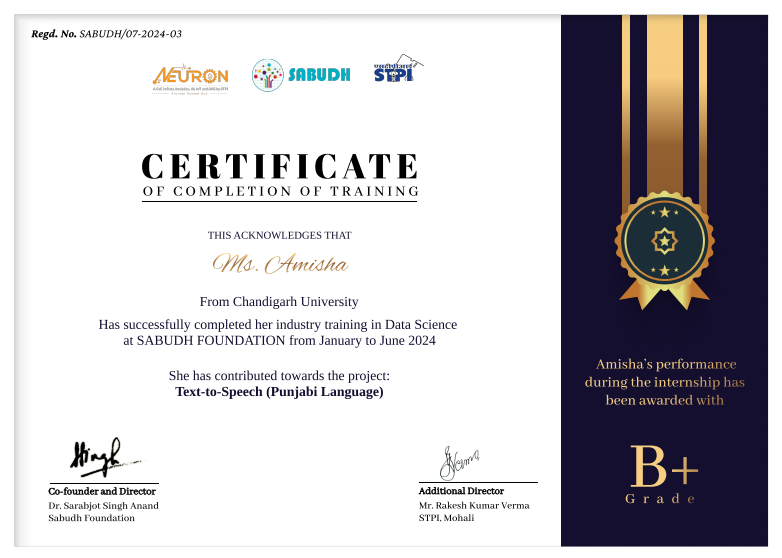 Regd. No. SABUDH/07-2024-03
NEURON
SABUDH
एसटीपीआई
STPI
CERTIFICATE
OF COMPLETION OF TRAINING
THIS ACKNOWLEDGES THAT
Ms. Amisha
From Chandigarh University
Has successfully completed her industry training in Data Science
at SABUDH FOUNDATION from January to June 2024
She has contributed towards the project:
Text-to-Speech (Punjabi Language)
Singh
Co-founder and Director
Dr. Sarabjot Singh Anand
Sabudh Foundation
Verma
Additional Director
Mr. Rakesh Kumar Verma
STPI, Mohali
Amisha's performance
during the internship has
been awarded with
B+
Grade